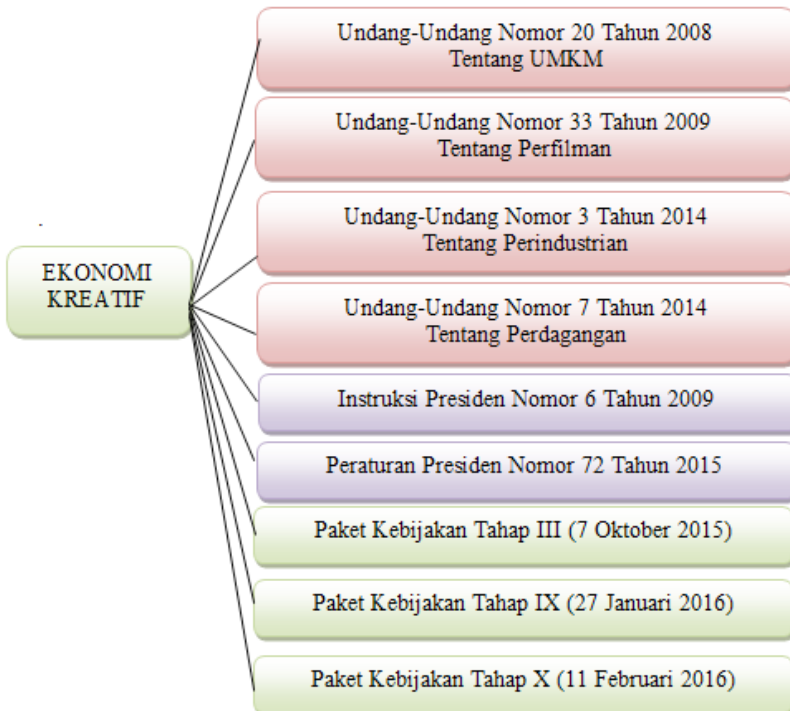 Undang-Undang Nomor 20 Tahun 2008
Tentang UMKM
Undang-Undang Nomor 33 Tahun 2009
Tentang Perfilman
Undang-Undang Nomor 3 Tahun 2014
Tentang Perindustrian
EKONOMI
KREATIF
Undang-Undang Nomor 7 Tahun 2014
Tentang Perdagangan
Instruksi Presiden Nomor 6 Tahun 2009
Peraturan Presiden Nomor 72 Tahun 2015
Paket Kebijakan Tahap III (7 Oktober 2015)
Paket Kebijakan Tahap IX (27 Januari 2016)
Paket Kebijakan Tahap X (11 Februari 2016)